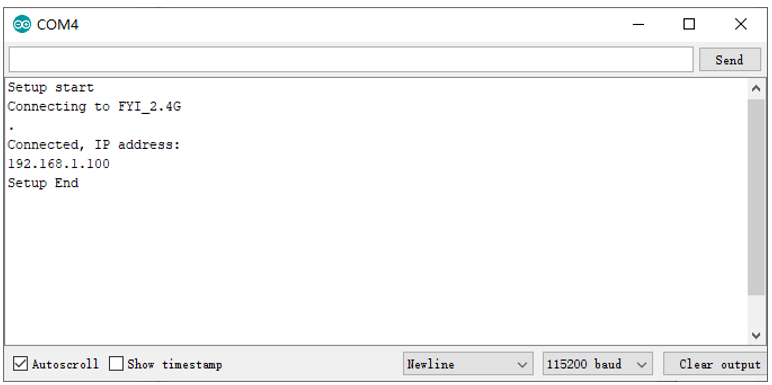 COM4
Send
Setup start
Connecting to FYI_2.4G
.
Connected, IP address:
192.168.1.100
Setup End
Autoscroll Show timestamp Newline 115200 baud Clear output